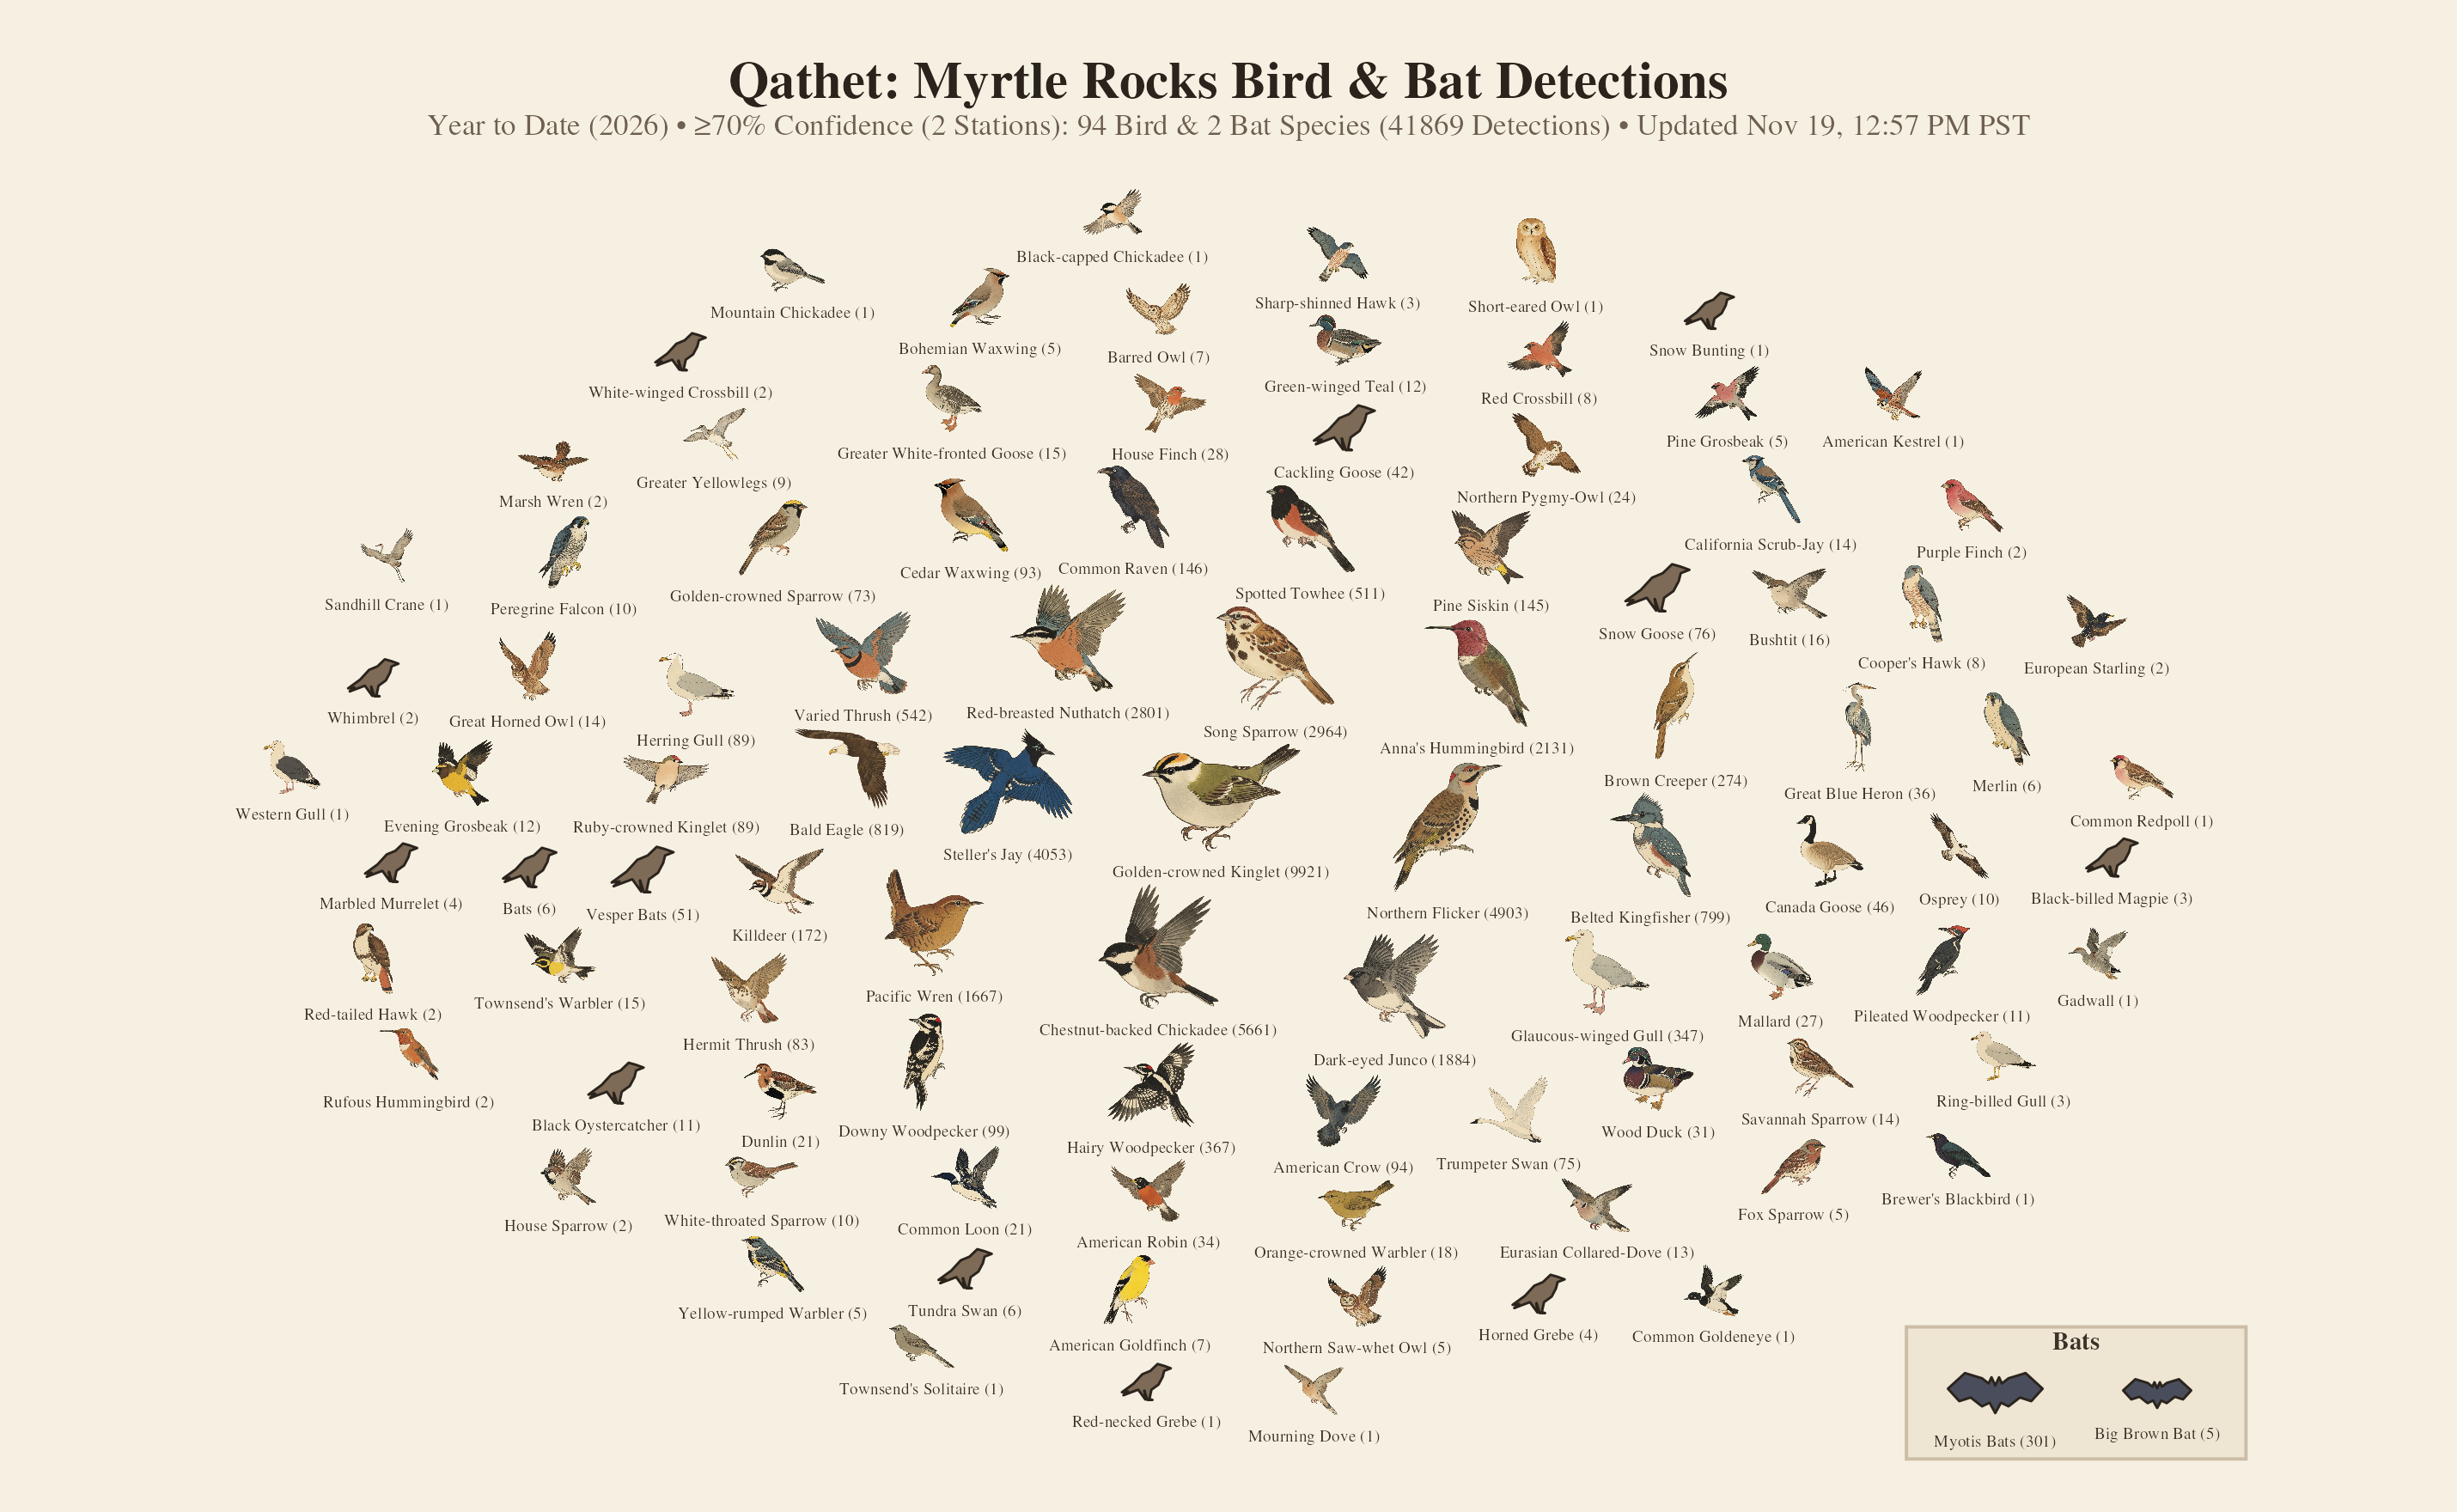 Qathet: Myrtle Rocks Bird & Bat Detections
Year to Date (2026) • ≥70% Confidence (2 Stations): 94 Bird & 2 Bat Species (41869 Detections) • Updated Nov 19, 12:57 PM PST
Black-capped Chickadee (1)
Sharp-shinned Hawk (3)
Short-eared Owl (1)
Mountain Chickadee (1)
Bohemian Waxwing (5)
Barred Owl (7)
Snow Bunting (1)
White-winged Crossbill (2)
Green-winged Teal (12)
Red Crossbill (8)
Pine Grosbeak (5)
American Kestrel (1)
Greater White-fronted Goose (15)
House Finch (28)
Cackling Goose (42)
Northern Pygmy-Owl (24)
Greater Yellowlegs (9)
Marsh Wren (2)
California Scrub-Jay (14)
Purple Finch (2)
Sandhill Crane (1)
Peregrine Falcon (10)
Golden-crowned Sparrow (73)
Cedar Waxwing (93)
Common Raven (146)
Spotted Towhee (511)
Pine Siskin (145)
Snow Goose (76)
Bushtit (16)
Cooper's Hawk (8)
European Starling (2)
Whimbrel (2)
Great Horned Owl (14)
Herring Gull (89)
Varied Thrush (542)
Red-breasted Nuthatch (2801)
Song Sparrow (2964)
Anna's Hummingbird (2131)
Brown Creeper (274)
Great Blue Heron (36)
Merlin (6)
Western Gull (1)
Evening Grosbeak (12)
Ruby-crowned Kinglet (89)
Bald Eagle (819)
Steller's Jay (4053)
Golden-crowned Kinglet (9921)
Common Redpoll (1)
Marbled Murrelet (4)
Bats (6)
Vesper Bats (51)
Killdeer (172)
Northern Flicker (4903)
Belted Kingfisher (799)
Canada Goose (46)
Osprey (10)
Black-billed Magpie (3)
Red-tailed Hawk (2)
Townsend's Warbler (15)
Hermit Thrush (83)
Pacific Wren (1667)
Chestnut-backed Chickadee (5661)
Dark-eyed Junco (1884)
Glaucous-winged Gull (347)
Mallard (27)
Pileated Woodpecker (11)
Gadwall (1)
Rufous Hummingbird (2)
Black Oystercatcher (11)
Dunlin (21)
Downy Woodpecker (99)
Hairy Woodpecker (367)
American Crow (94)
Trumpeter Swan (75)
Wood Duck (31)
Savannah Sparrow (14)
Ring-billed Gull (3)
House Sparrow (2)
White-throated Sparrow (10)
Common Loon (21)
American Robin (34)
Orange-crowned Warbler (18)
Eurasian Collared-Dove (13)
Fox Sparrow (5)
Brewer's Blackbird (1)
Yellow-rumped Warbler (5)
Tundra Swan (6)
American Goldfinch (7)
Northern Saw-whet Owl (5)
Horned Grebe (4)
Common Goldeneye (1)
Townsend's Solitaire (1)
Red-necked Grebe (1)
Mourning Dove (1)
Bats
Myotis Bats (301)
Big Brown Bat (5)